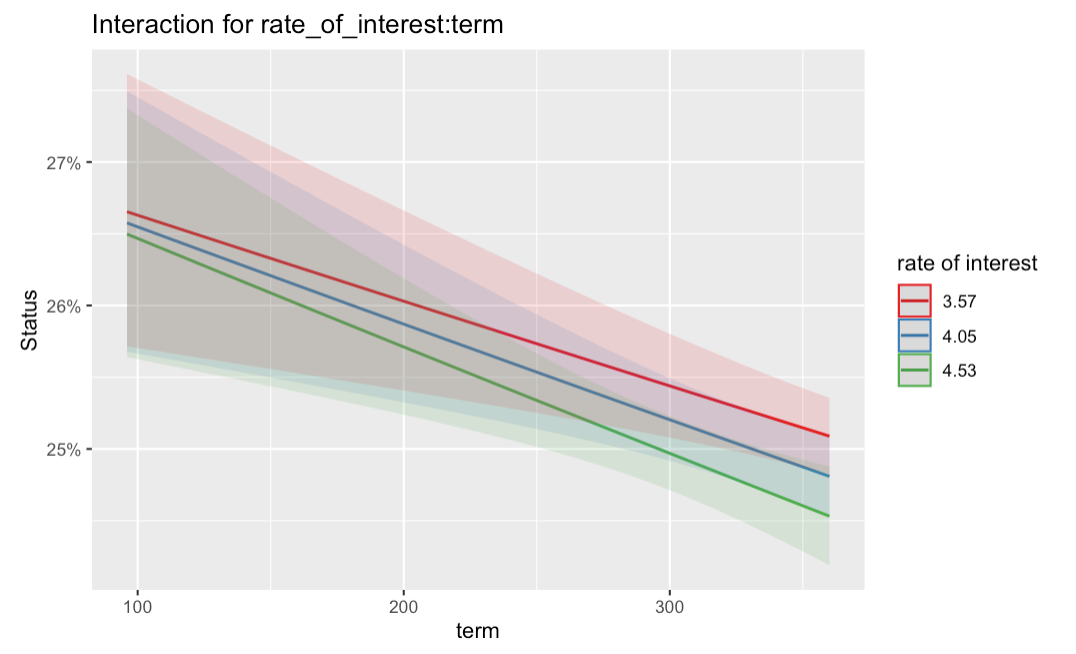 Interaction for rate_of_interest:term
27%
26%
25%
Status
100
200
300
term
rate of interest
3.57
4.05
4.53